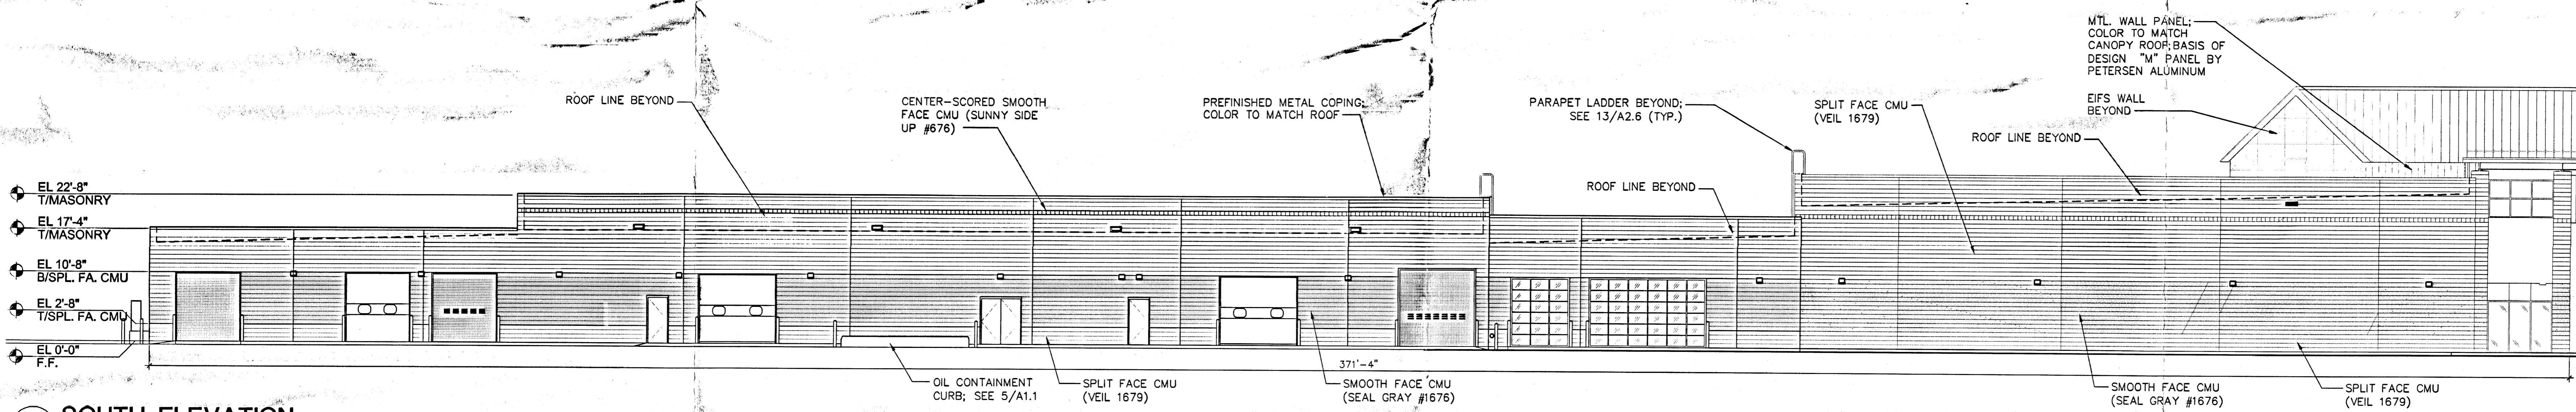 MTL. WALL PANEL;
COLOR TO MATCH
CANOPY ROOF; BASIS OF
DESIGN "M" PANEL BY
PETERSEN ALUMINUM
EIFS WALL
BEYOND
ROOF LINE BEYOND
CENTER-SCORED SMOOTH
FACE CMU (SUNNY SIDE
UP #676)
PREFINISHED METAL COPING;
COLOR TO MATCH ROOF
PARAPET LADDER BEYOND;
SEE 13/A2.6 (TYP.)
SPLIT FACE CMU
(VEIL 1679)
ROOF LINE BEYOND
ROOF LINE BEYOND
EL 22'-8"
T/MASONRY
EL 17'-4"
T/MASONRY
EL 10'-8"
B/SPL. FA. CMU
EL 2'-8"
T/SPL. FA. CMU
EL 0'-0"
F.F.
371'-4"
OIL CONTAINMENT
CURB; SEE 5/A1.1
SPLIT FACE CMU
(VEIL 1679)
SMOOTH FACE CMU
(SEAL GRAY #1676)
SMOOTH FACE CMU
(SEAL GRAY #1676)
SPLIT FACE CMU
(VEIL 1679)
SOUTH ELEVATION